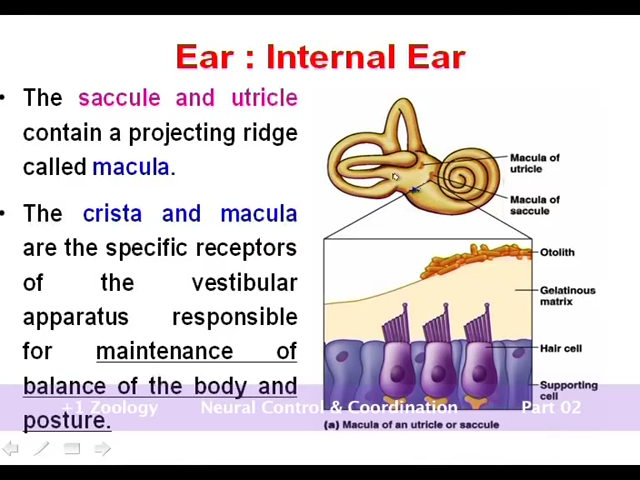 Ear : Internal Ear
• The saccule and utricle
contain a projecting ridge
called macula.
• The crista and macula
are the specific receptors
of the vestibular
apparatus responsible
for maintenance of
balance of the body and
posture.
Macula of
utricle
Macula of
saccule
Otolith
Gelatinous
matrix
Hair cell
Supporting
cell
(a) Macula of an utricle or saccule
+1 Zoology Neural Control & Coordination Part 02